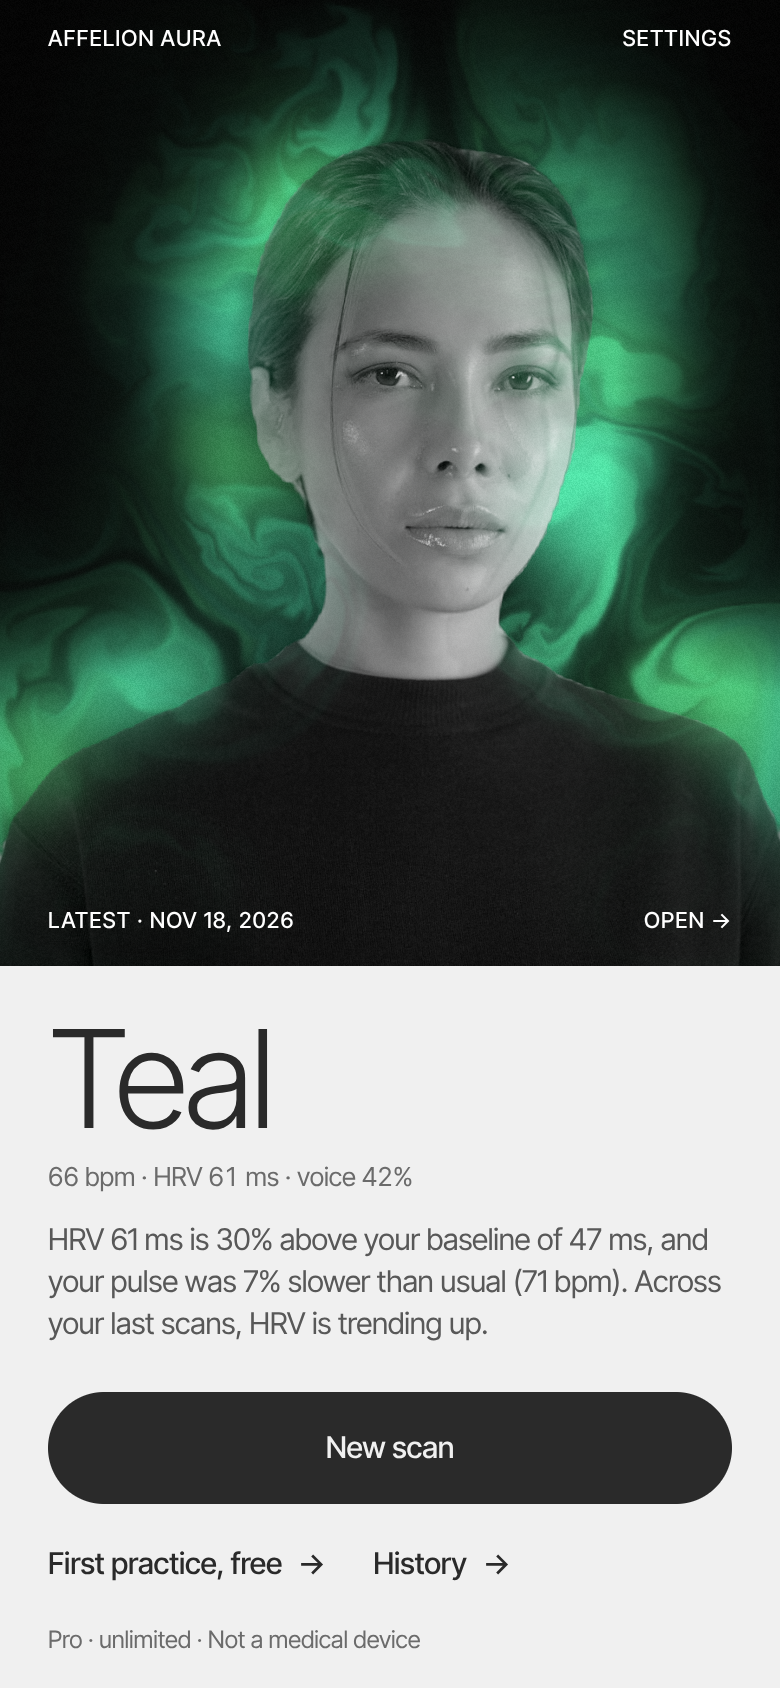 AFFELION AURA
SETTINGS
LATEST · NOV 18, 2026
OPEN →
Teal
66 bpm · HRV 61 ms · voice 42%
HRV 61 ms is 30% above your baseline of 47 ms, and
your pulse was 7% slower than usual (71 bpm). Across
your last scans, HRV is trending up.
New scan
First practice, free →
History →
Pro · unlimited · Not a medical device